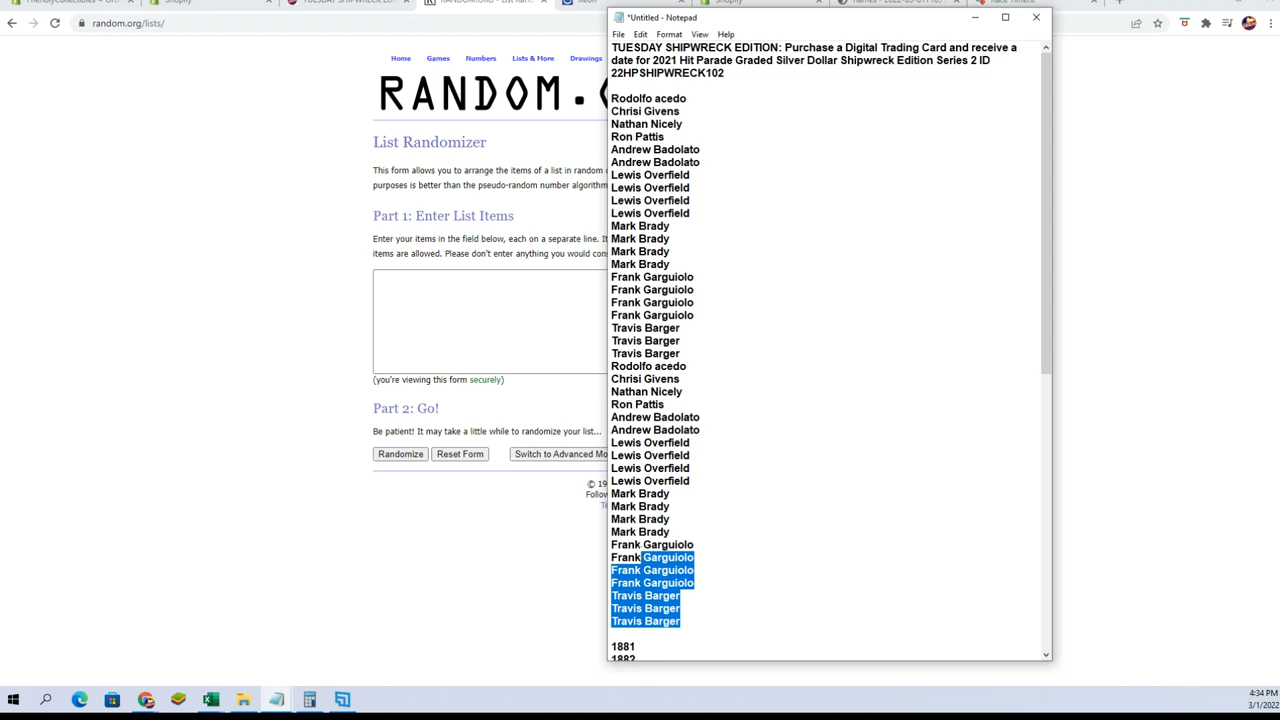 Shopify
Shopify
random.org/lists/
Home Games Numbers Lists & More Drawings
RANDOM.
List Randomizer
This form allows you to arrange the items of a list in random
purposes is better than the pseudo-random number algorithm
Part 1: Enter List Items
Enter your items in the field below, each on a separate line.
items are allowed. Please don't enter anything you would
(you're viewing this form securely)
Part 2: Go!
Be patient! It may take a little while to randomize your list...
Randomize Reset Form Switch to Advanced
*Untitled - Notepad
File Edit Format View Help
TUESDAY SHIPWRECK EDITION: Purchase a Digital Trading Card and receive a
date for 2021 Hit Parade Graded Silver Dollar Shipwreck Edition Series 2 ID
22HPSHIPWRECK102
Rodolfo acedo
Chrisi Givens
Nathan Nicely
Ron Pattis
Andrew Badolato
Andrew Badolato
Lewis Overfield
Lewis Overfield
Lewis Overfield
Lewis Overfield
Mark Brady
Mark Brady
Mark Brady
Mark Brady
Frank Garguiolo
Frank Garguiolo
Frank Garguiolo
Frank Garguiolo
Travis Barger
Travis Barger
Travis Barger
Rodolfo acedo
Chrisi Givens
Nathan Nicely
Ron Pattis
Andrew Badolato
Andrew Badolato
Lewis Overfield
Lewis Overfield
Lewis Overfield
Lewis Overfield
Mark Brady
Mark Brady
Mark Brady
Mark Brady
Frank Garguiolo
Frank Garguiolo
Frank Garguiolo
Frank Garguiolo
Travis Barger
Travis Barger
Travis Barger
1881
1882
4:34 PM
3/1/2022